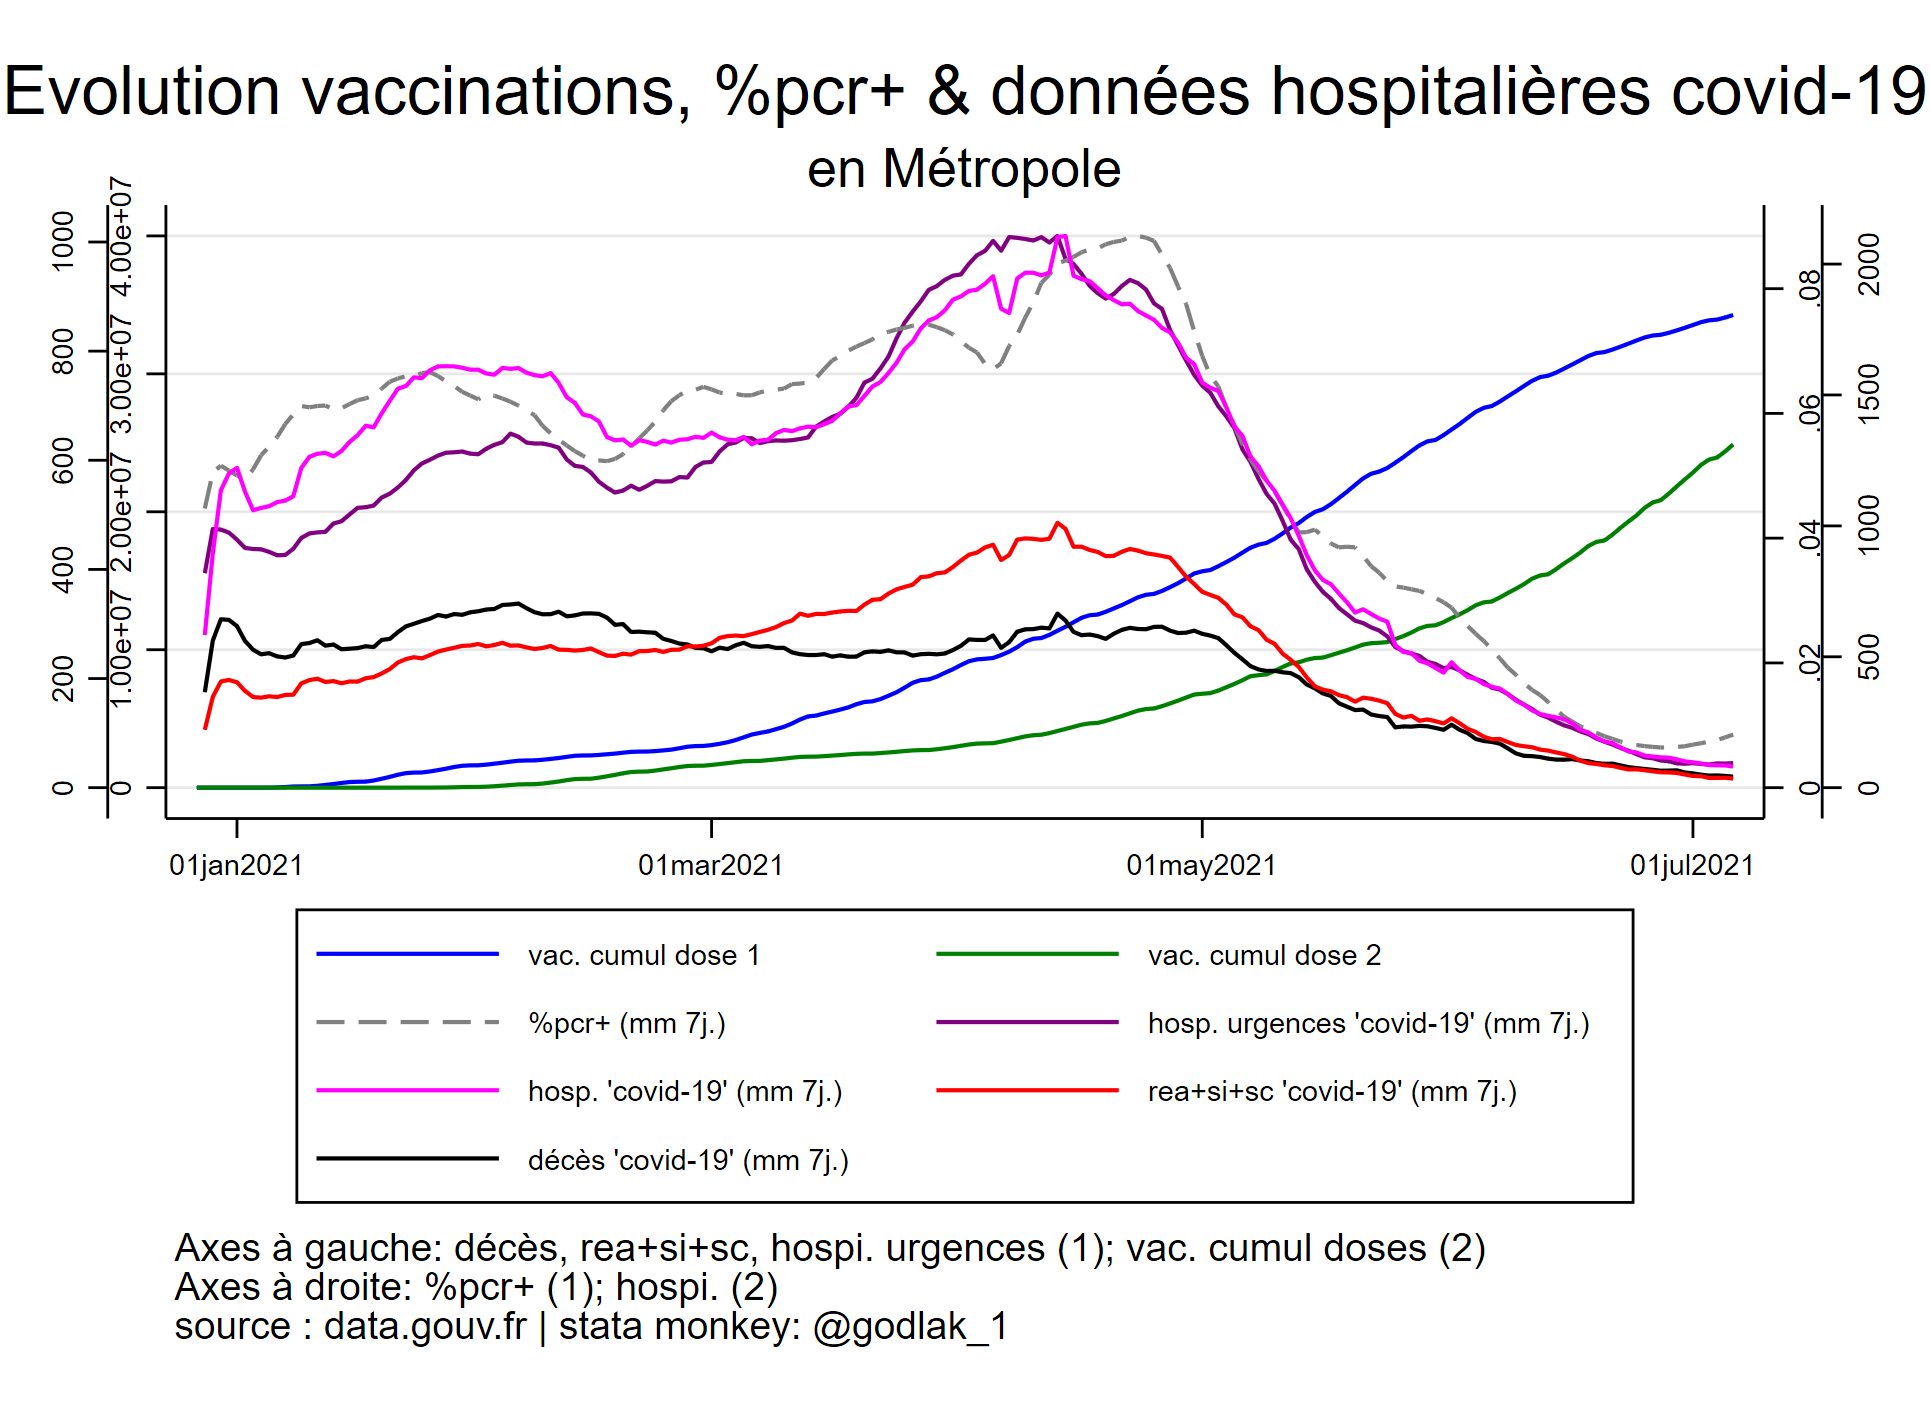 Evolution vaccinations, %pcr+ & données hospitalières covid-19
en Métropole
0 200 400 600 800 1000
0 1.00e+07 2.00e+07 3.00e+07 4.00e+07
0 .02 .04 .06 .08
0 500 1000 1500 2000
01jan2021 01mar2021 01may2021 01jul2021
vac. cumul dose 1 vac. cumul dose 2
%pcr+ (mm 7j.) hosp. urgences 'covid-19' (mm 7j.)
hosp. 'covid-19' (mm 7j.) rea+si+sc 'covid-19' (mm 7j.)
décès 'covid-19' (mm 7j.)
Axes à gauche: décès, rea+si+sc, hospi. urgences (1); vac. cumul doses (2)
Axes à droite: %pcr+ (1); hospi. (2)
source : data.gouv.fr | stata monkey: @godlak_1